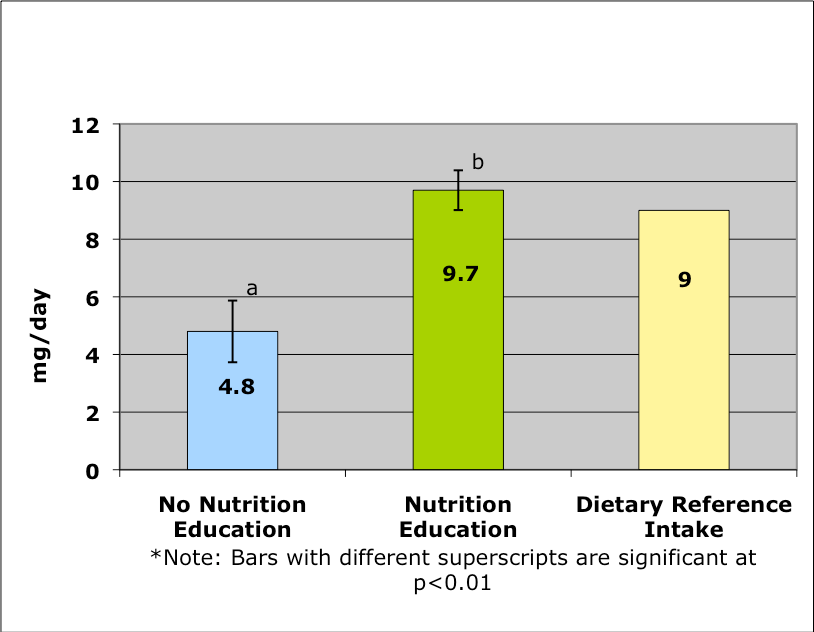 12
10
8
6
4
2
0
mg/day
a
4.8
b
9.7
9
No Nutrition
Education
Nutrition
Education
Dietary Reference
Intake
*Note: Bars with different superscripts are significant at
p<0.01